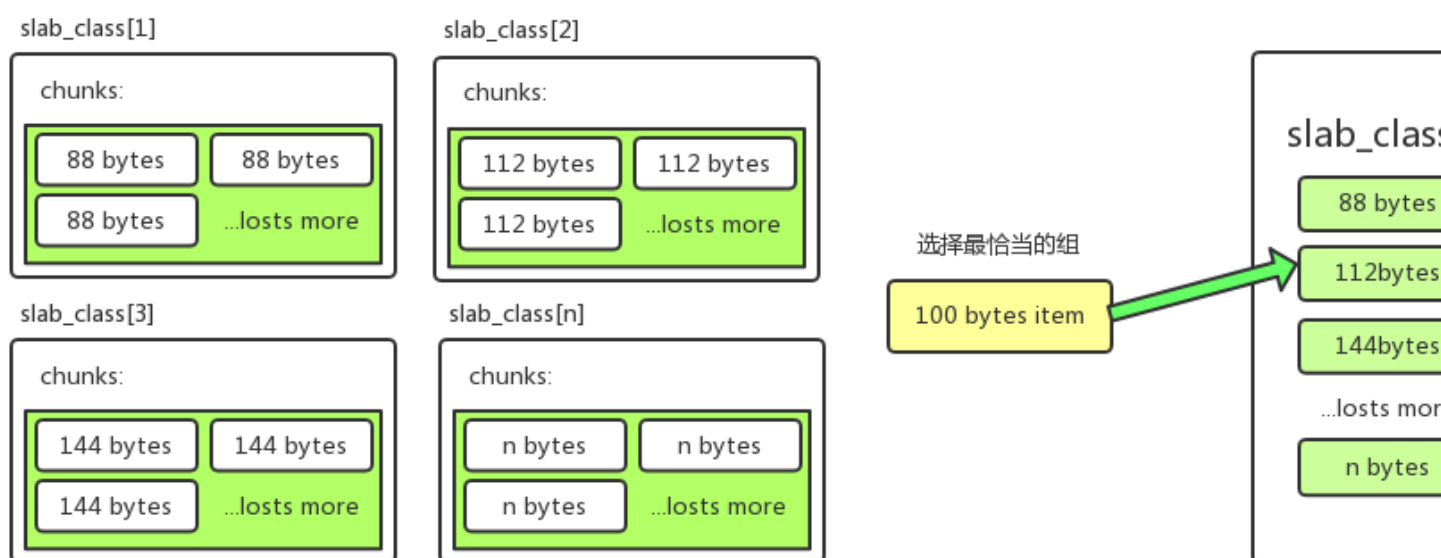 slab_class[1]
chunks:
88 bytes
88 bytes
88 bytes
...losts more
slab_class[2]
chunks:
112 bytes
112 bytes
112 bytes
...losts more
slab_class[3]
chunks:
144 bytes
144 bytes
144 bytes
...losts more
slab_class[n]
chunks:
n bytes
n bytes
n bytes
...losts more
选择最恰当的组
100 bytes item
88 bytes
112bytes
144bytes
...losts
n bytes